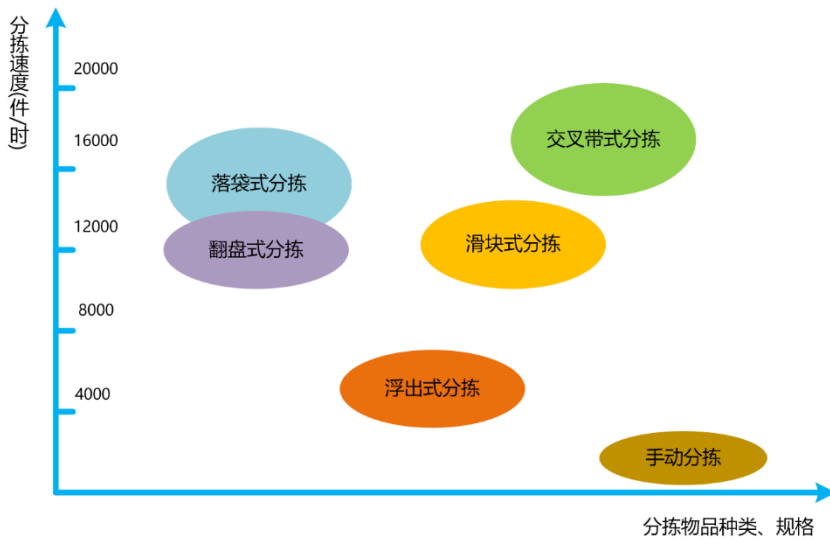 分拣速度(件/时)
20000
16000
12000
8000
4000
交叉带式分拣
落袋式分拣
滑块式分拣
翻盘式分拣
浮出式分拣
手动分拣
分拣物品种类、规格